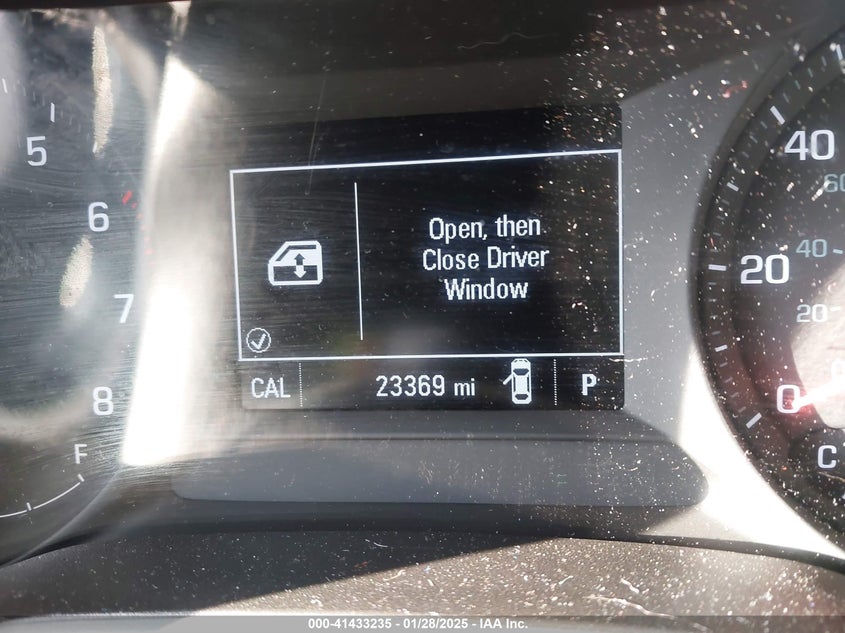 5
6
7
8
F
Open, then
Close Driver
Window
CAL
23369 mi
P
40
20
0
40
20
C
000-41433235 - 01/28/2025 - IAA Inc.